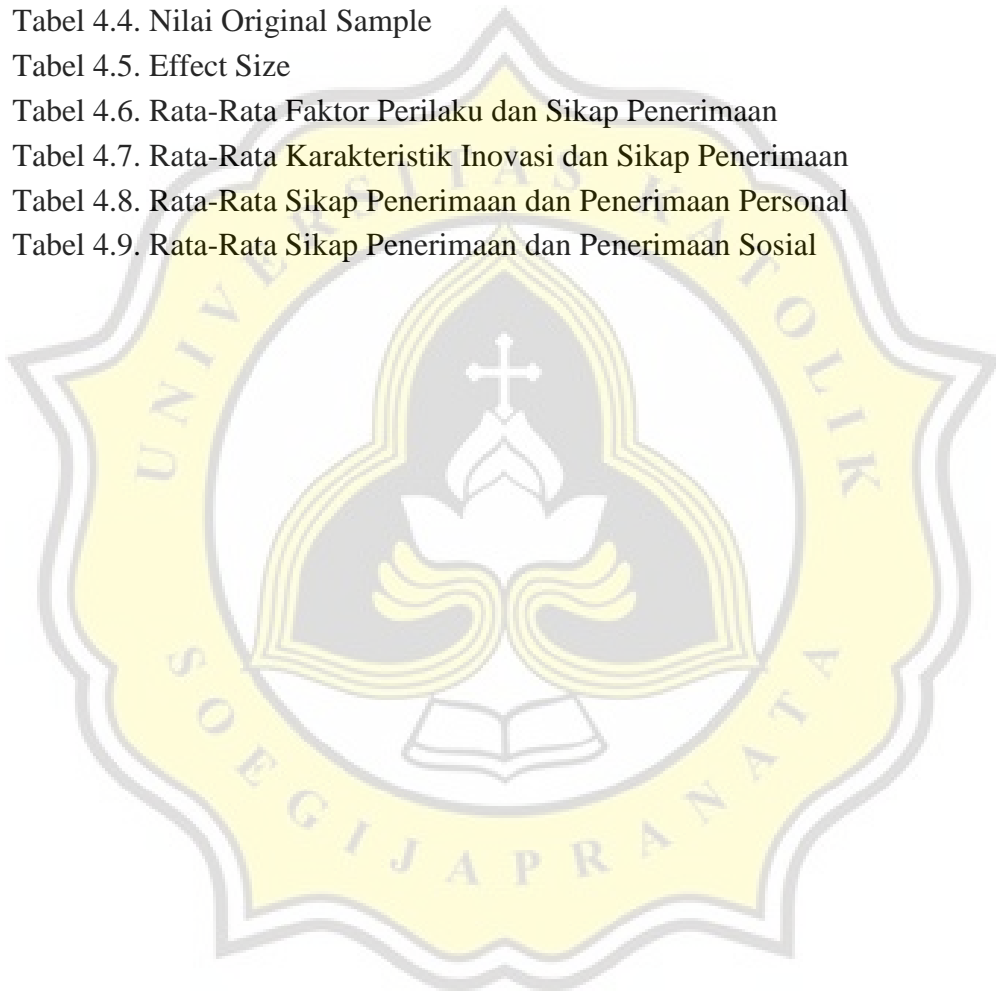 Tabel 4.4. Nilai Original Sample
Tabel 4.5. Effect Size
Tabel 4.6. Rata-Rata Faktor Perilaku dan Sikap Penerimaan
Tabel 4.7. Rata-Rata Karakteristik Inovasi dan Sikap Penerimaan
Tabel 4.8. Rata-Rata Sikap Penerimaan dan Penerimaan Personal
Tabel 4.9. Rata-Rata Sikap Penerimaan dan Penerimaan Sosial
UNIVERSITAS KATOLIK
SOEGIJAPRANATA